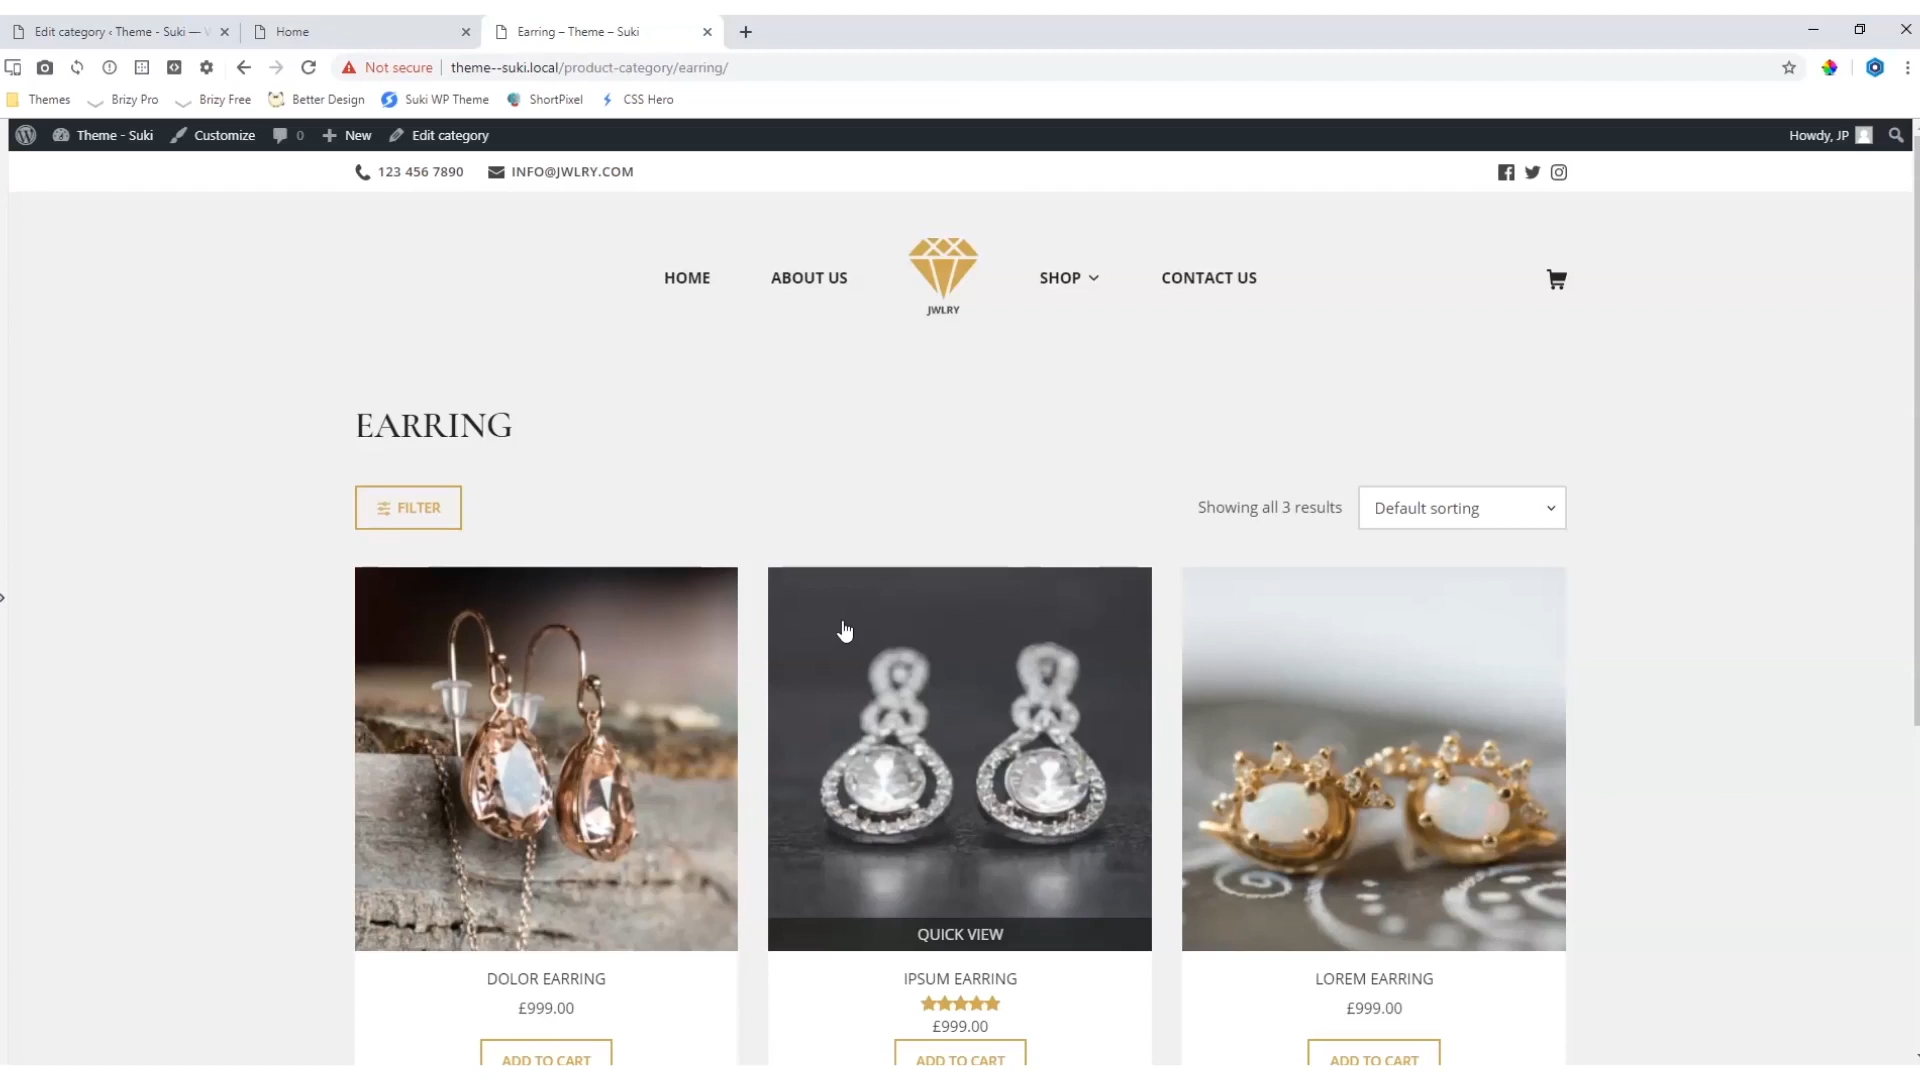 Edit category ‹ Theme - Suki —
Home
Earring – Theme – Suki
Not secure
theme--suki.local/product-category/earring/
Themes
Brizy Pro
Brizy Free
Better Design
Suki WP Theme
ShortPixel
CSS Hero
Theme - Suki
Customize
0
New
Edit category
Howdy, JP
123 456 7890
INFO@JWLRY.COM
HOME
ABOUT US
JWLRY
SHOP
CONTACT US
EARRING
FILTER
Showing all 3 results
Default sorting
QUICK VIEW
DOLOR EARRING
£999.00
ADD TO CART
IPSUM EARRING
£999.00
ADD TO CART
LOREM EARRING
£999.00
ADD TO CART